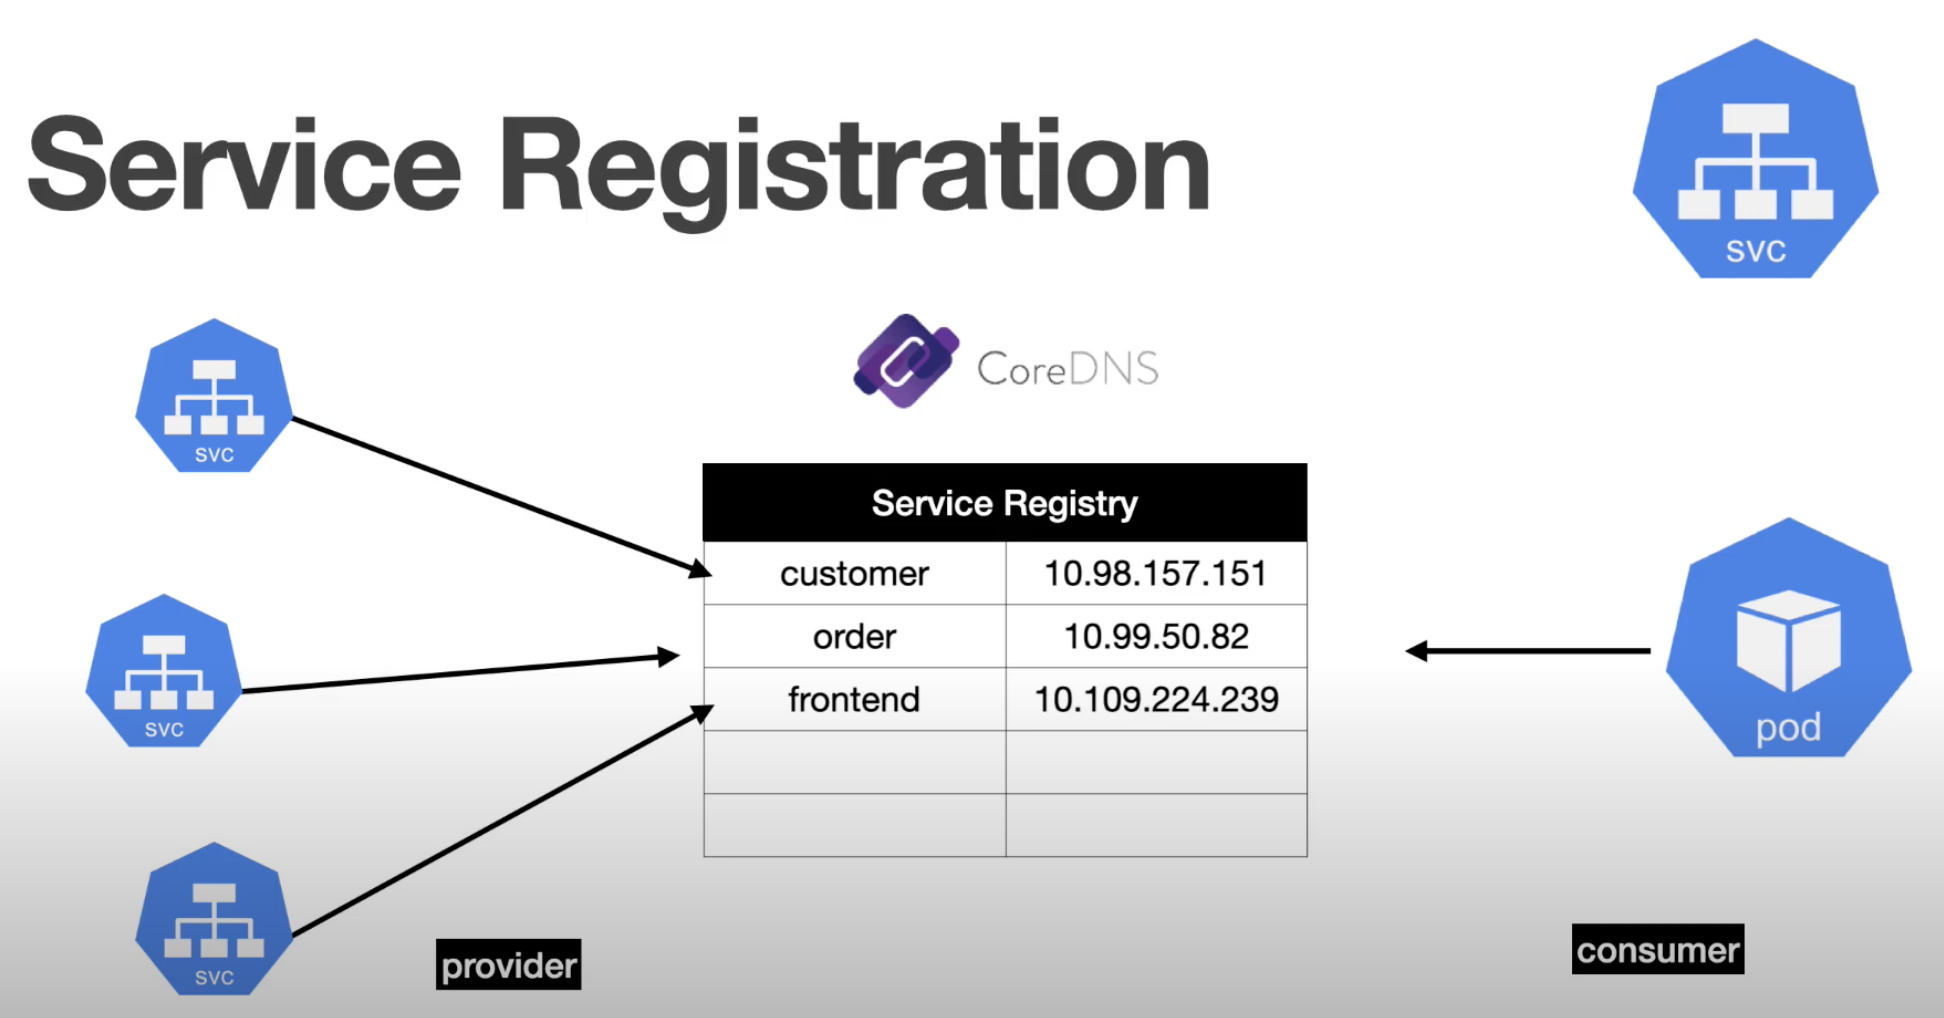 Service Registration
svc
svc
CoreDNS
Service Registry
customer 10.98.157.151
order 10.99.50.82
frontend 10.109.224.239
svc
pod
svc
provider
consumer